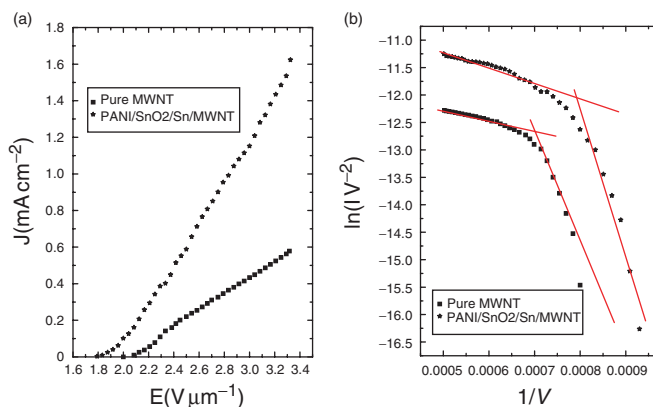 (a)
1.8
1.6
1.4
1.2
1.0
0.8
0.6
0.4
0.2
0
J(mA cm−2)
Pure MWNT
PANI/SnO2/Sn/MWNT
1.6 2.0 2.2 2.4 2.6 2.8 3.0 3.2 3.4
E(V μm−1)
(b)
−11.0
−11.5
−12.0
−12.5
−13.0
−13.5
−14.0
−14.5
−15.0
−15.5
−16.0
−16.5
ln(I V−2)
Pure MWNT
PANI/SnO2/Sn/MWNT
0.0005 0.0006 0.0007 0.0008 0.0009
1/V